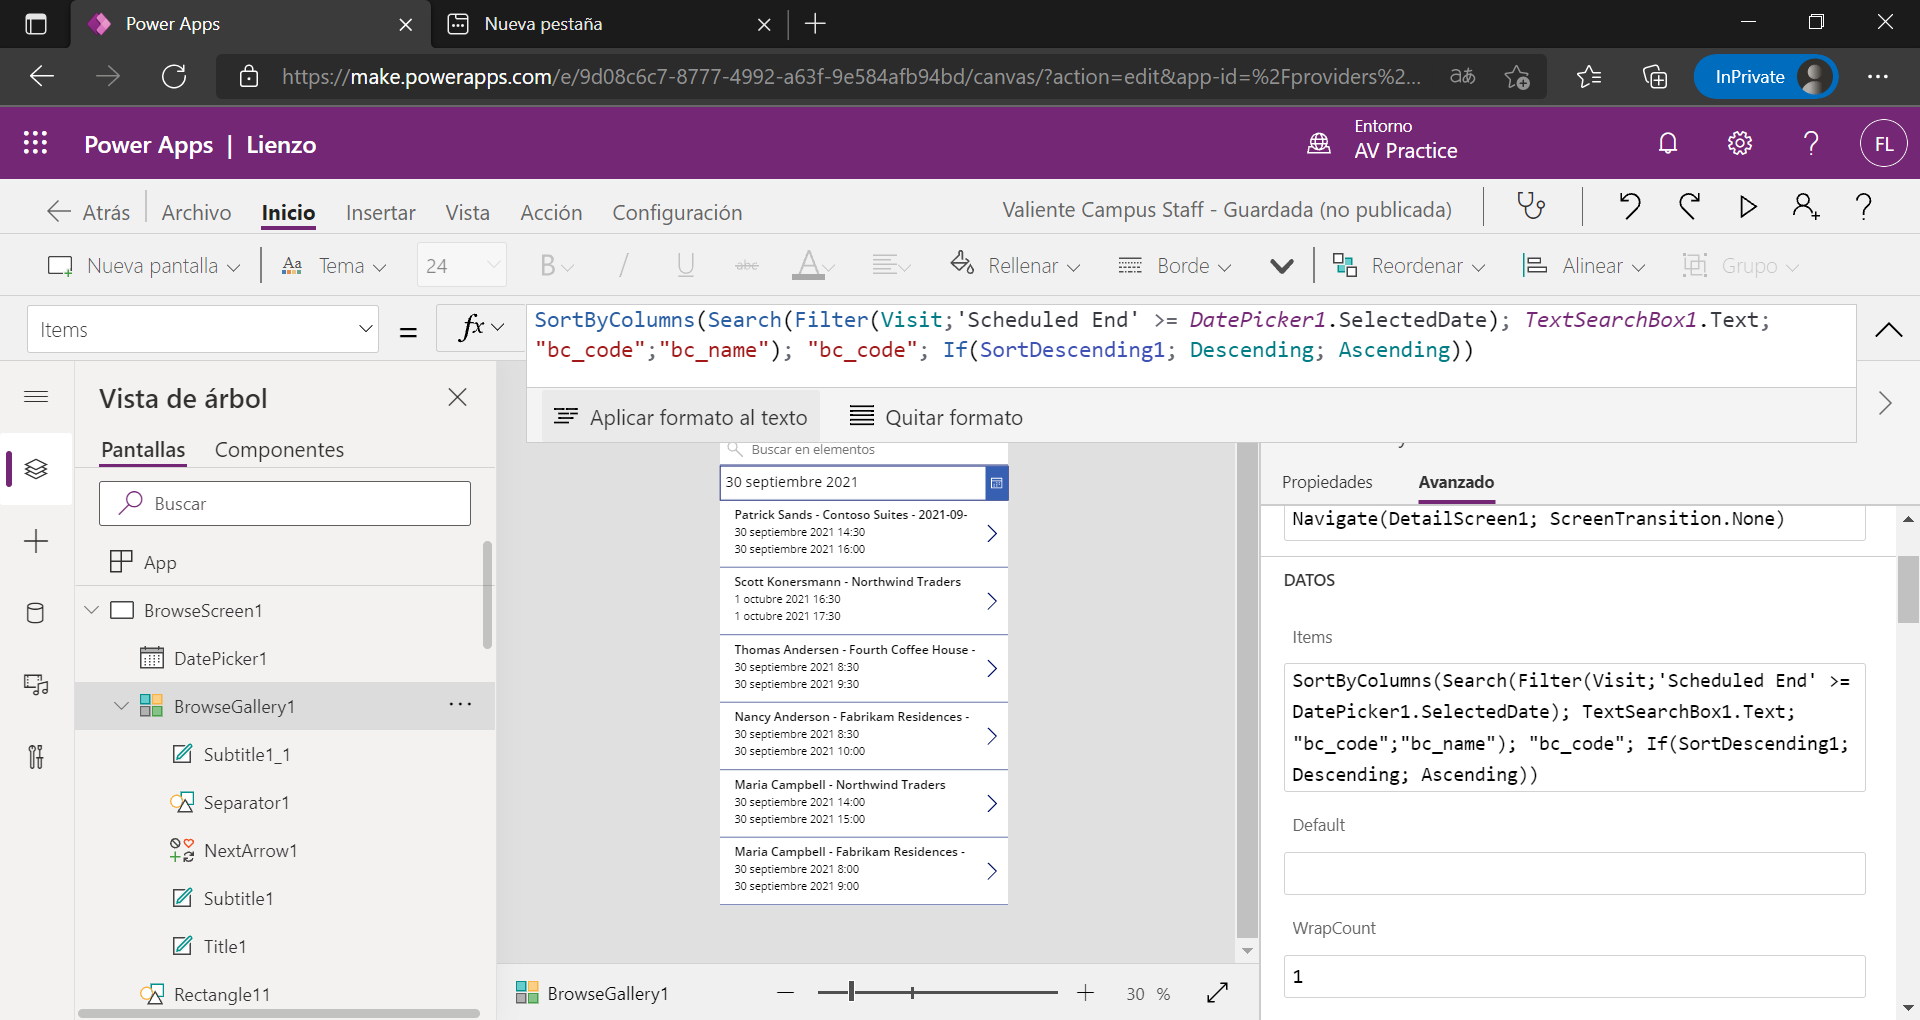 Power Apps
Nueva pestaña
https://make.powerapps.com/e/9d08c6c7-8777-4992-a63f-9e584afb94bd/canvas/?action=edit&app-id=%2Fproviders%2...
aあ
InPrivate
Power Apps | Lienzo
Entorno
AV Practice
FL
Atrás
Archivo
Inicio
Insertar
Vista
Acción
Configuración
Valiente Campus Staff - Guardada (no publicada)
Nueva pantalla
Aa
Tema
24
B
/
U
abc
A
Rellenar
Borde
Reordenar
Alinear
Grupo
Items
=
fx
SortByColumns(Search(Filter(Visit;'Scheduled End' >= DatePicker1.SelectedDate); TextSearchBox1.Text;
"bc_code";"bc_name"); "bc_code"; If(SortDescending1; Descending; Ascending))
Aplicar formato al texto
Quitar formato
Vista de árbol
Pantallas
Componentes
Buscar
App
BrowseScreen1
DatePicker1
BrowseGallery1
Subtitle1_1
Separator1
NextArrow1
Subtitle1
Title1
Rectangle11
Buscar en elementos
30 septiembre 2021
Patrick Sands - Contoso Suites - 2021-09-
30 septiembre 2021 14:30
30 septiembre 2021 16:00
Scott Konersmann - Northwind Traders
1 octubre 2021 16:30
1 octubre 2021 17:30
Thomas Andersen - Fourth Coffee House -
30 septiembre 2021 8:30
30 septiembre 2021 9:30
Nancy Anderson - Fabrikam Residences -
30 septiembre 2021 8:30
30 septiembre 2021 10:00
Maria Campbell - Northwind Traders
30 septiembre 2021 14:00
30 septiembre 2021 15:00
Maria Campbell - Fabrikam Residences -
30 septiembre 2021 8:00
30 septiembre 2021 9:00
BrowseGallery1
30 %
Propiedades
Avanzado
Navigate(DetailScreen1; ScreenTransition.None)
DATOS
Items
SortByColumns(Search(Filter(Visit;'Scheduled End' >=
DatePicker1.SelectedDate); TextSearchBox1.Text;
"bc_code";"bc_name"); "bc_code"; If(SortDescending1;
Descending; Ascending))
Default
WrapCount
1